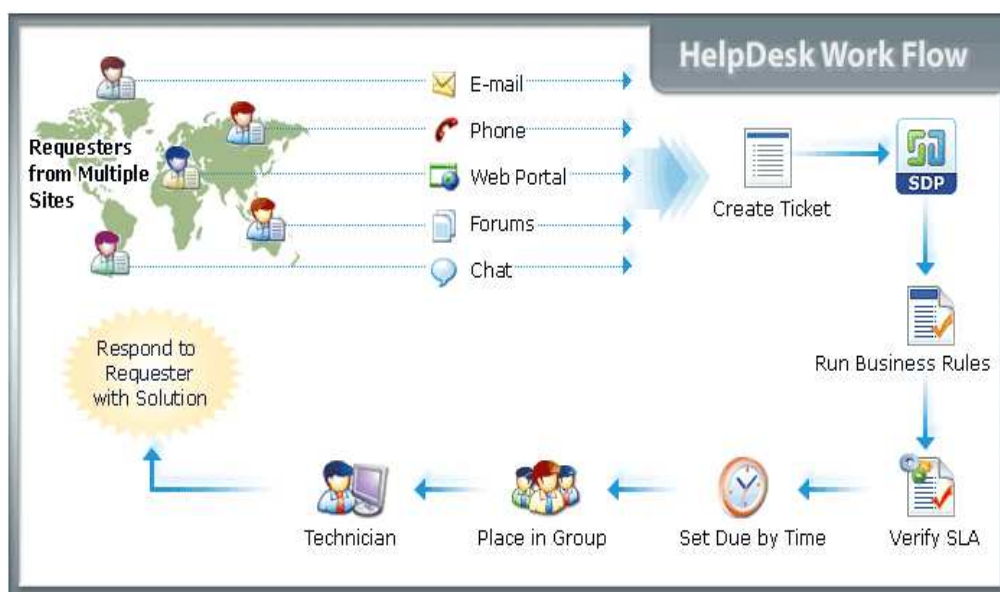 HelpDesk Work Flow
Requesters
from Multiple
Sites
E-mail
Phone
Web Portal
Forums
Chat
Create Ticket
SDP
Run Business Rules
Verify SLA
Set Due by Time
Place in Group
Technician
Respond to
Requester
with Solution